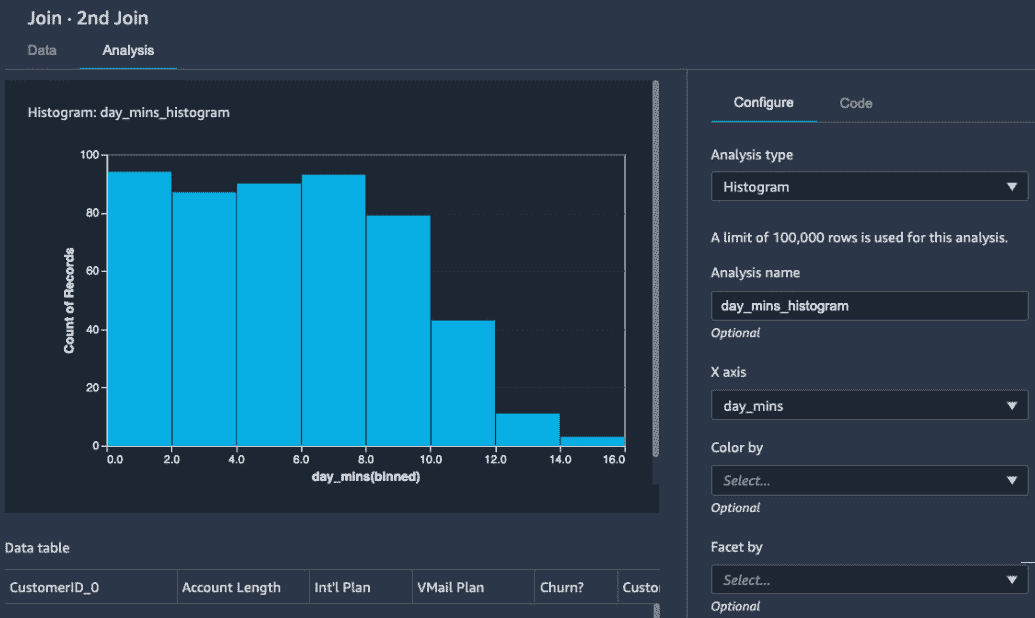 Join · 2nd Join
Data
Analysis
Histogram: day_mins_histogram
100
80
60
40
20
0
Count of Records
0.0
2.0
4.0
6.0
8.0
10.0
12.0
14.0
16.0
day_mins(binned)
Data table
CustomerID_0
Account Length
Int'l Plan
VMail Plan
Churn?
Custo
Configure
Code
Analysis type
Histogram
A limit of 100,000 rows is used for this analysis.
Analysis name
day_mins_histogram
Optional
X axis
day_mins
Color by
Select...
Optional
Facet by
Select...
Optional